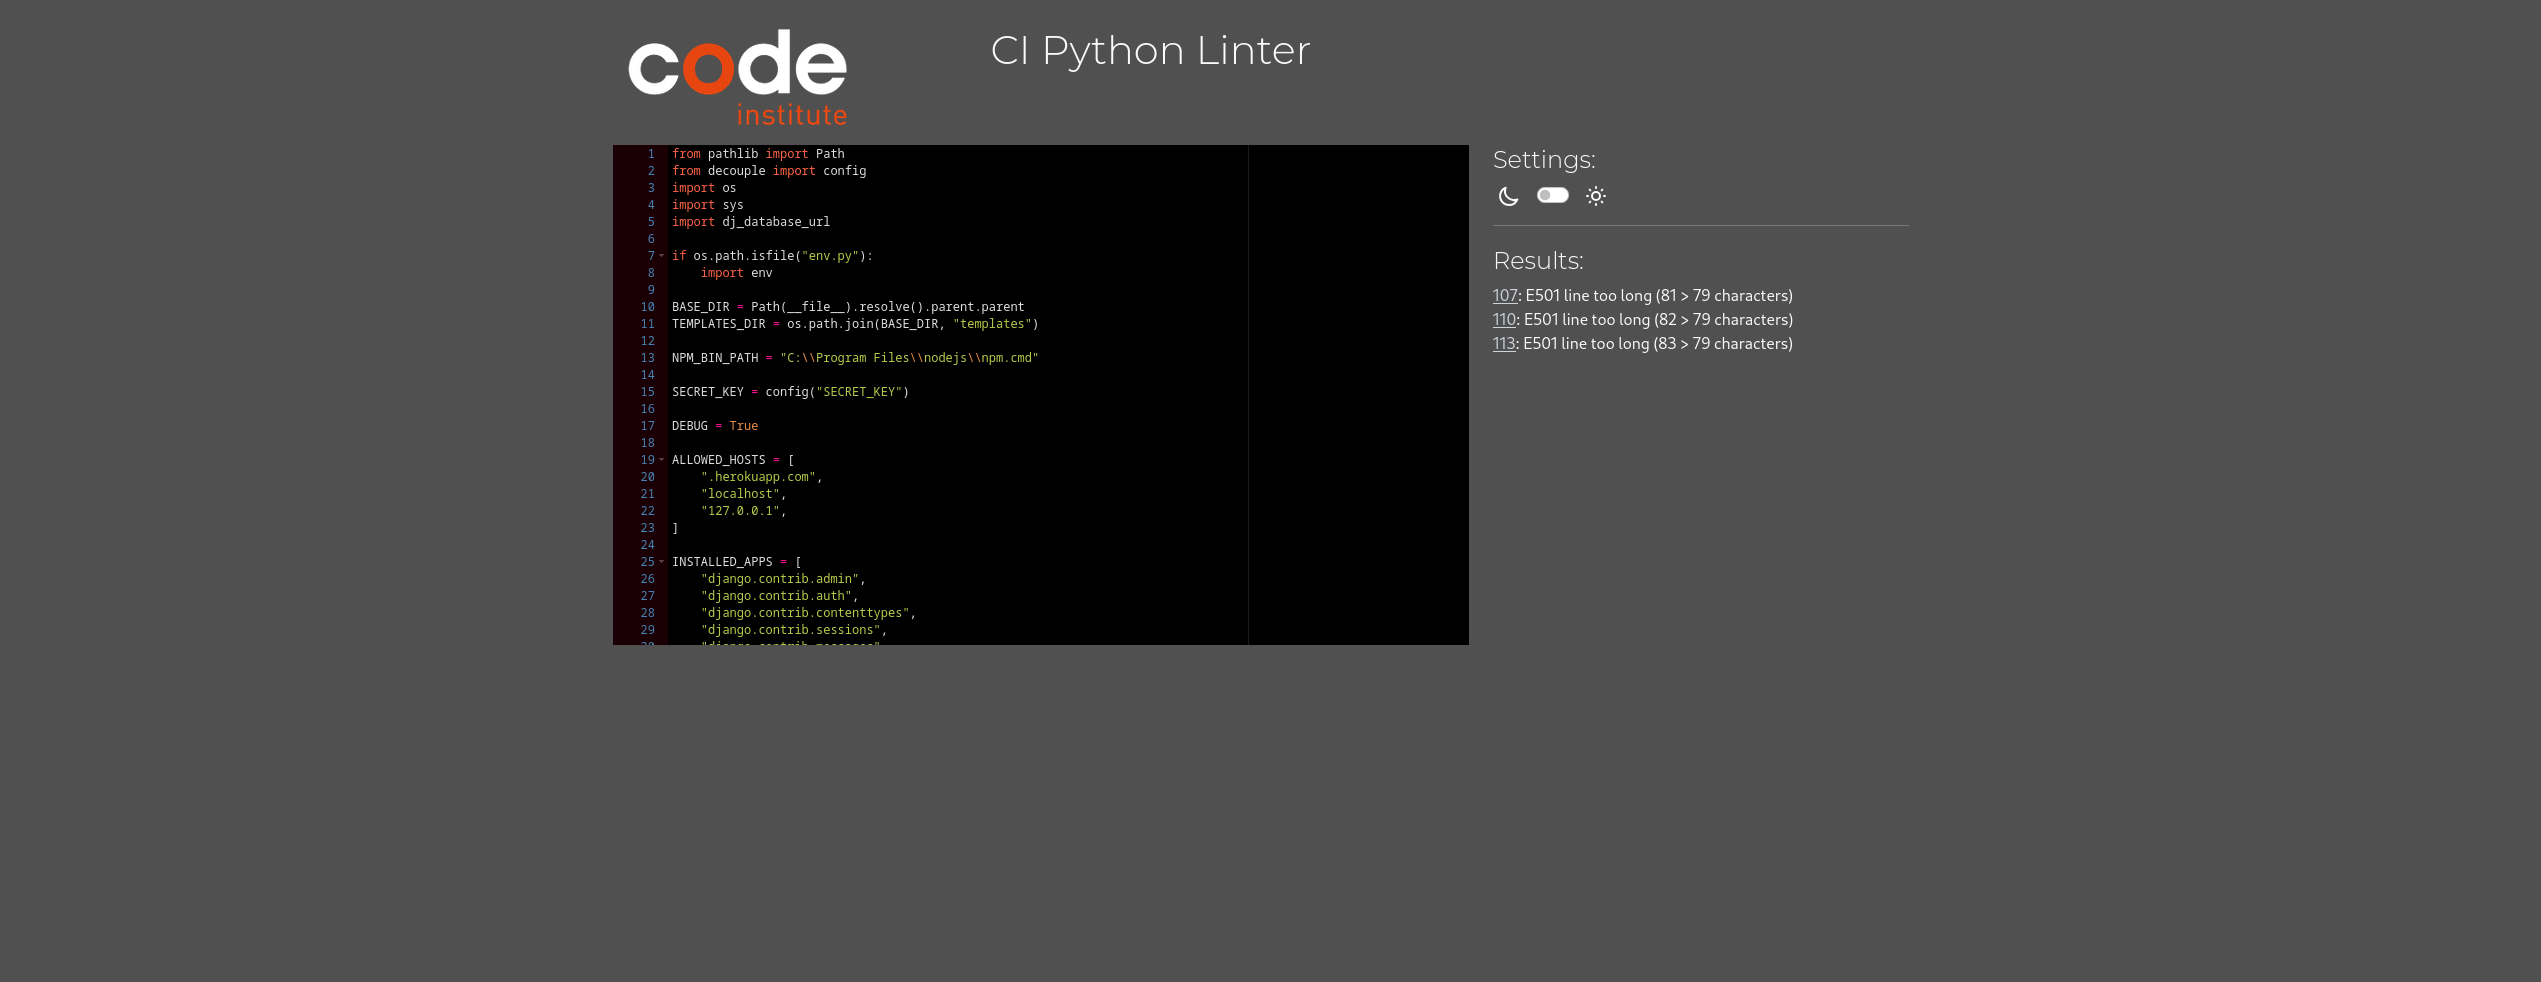 code
institute
CI Python Linter
1 from pathlib import Path
2 from decouple import config
3 import os
4 import sys
5 import dj_database_url
6
7 if os.path.isfile("env.py"):
8     import env
9
10 BASE_DIR = Path(__file__).resolve().parent.parent
11 TEMPLATES_DIR = os.path.join(BASE_DIR, "templates")
12
13 NPM_BIN_PATH = "C:\\Program Files\\nodejs\\npm.cmd"
14
15 SECRET_KEY = config("SECRET_KEY")
16
17 DEBUG = True
18
19 ALLOWED_HOSTS = [
20     ".herokuapp.com",
21     "localhost",
22     "127.0.0.1",
23 ]
24
25 INSTALLED_APPS = [
26     "django.contrib.admin",
27     "django.contrib.auth",
28     "django.contrib.contenttypes",
29     "django.contrib.sessions",
Settings:
Results:
107: E501 line too long (81 > 79 characters)
110: E501 line too long (82 > 79 characters)
113: E501 line too long (83 > 79 characters)